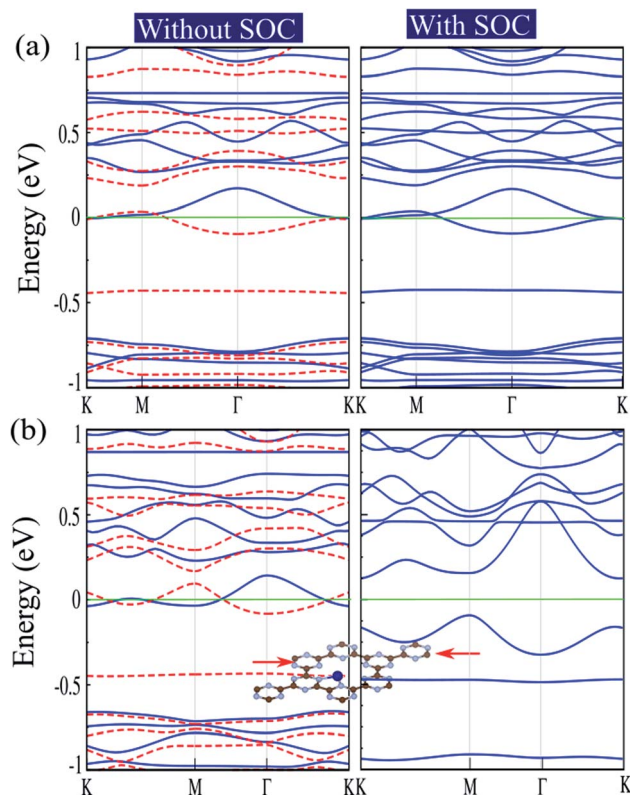 Without SOC
With SOC
(a)
1
0.5
0
-0.5
-1
Energy (eV)
K M Γ K K M Γ K
(b)
1
0.5
0
-0.5
-1
Energy (eV)
K M Γ K K M Γ K